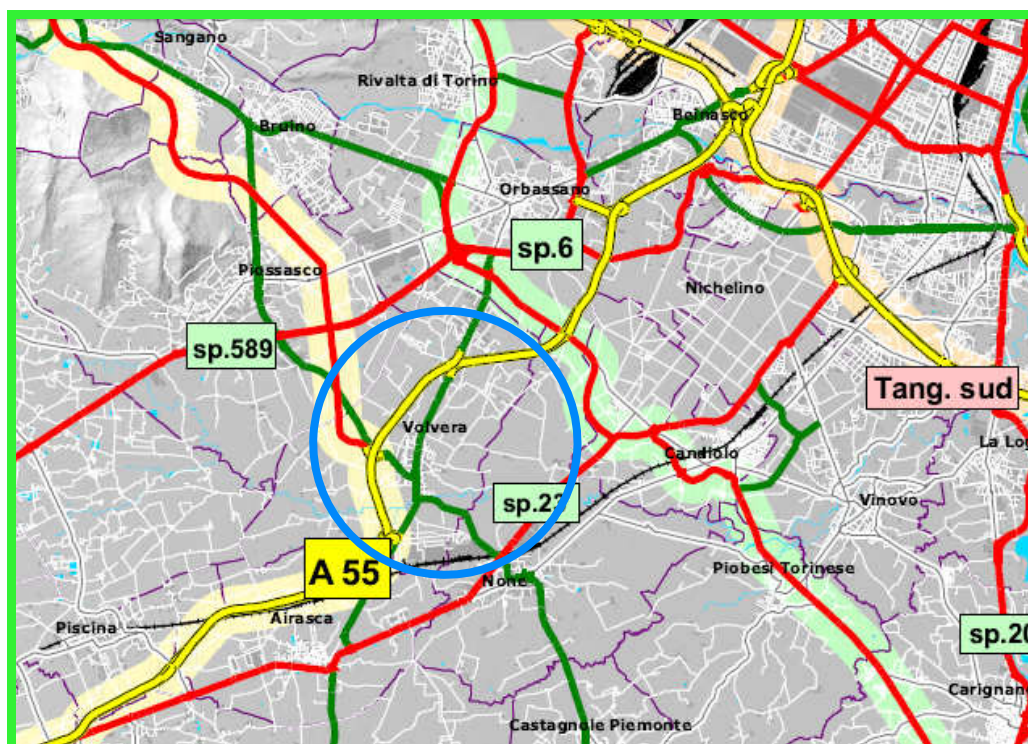 Sangano
Rivalta di Torino
Beinasco
Bruino
Orbassano
sp.6
Piossasco
Nichelino
sp.589
Tang. sud
Volvera
La Log
Candiolo
sp.23
Vinovo
A 55
None
Piobesi Torinese
Piscina
Airasca
sp.20
Carignan
Castagnole Piemonte